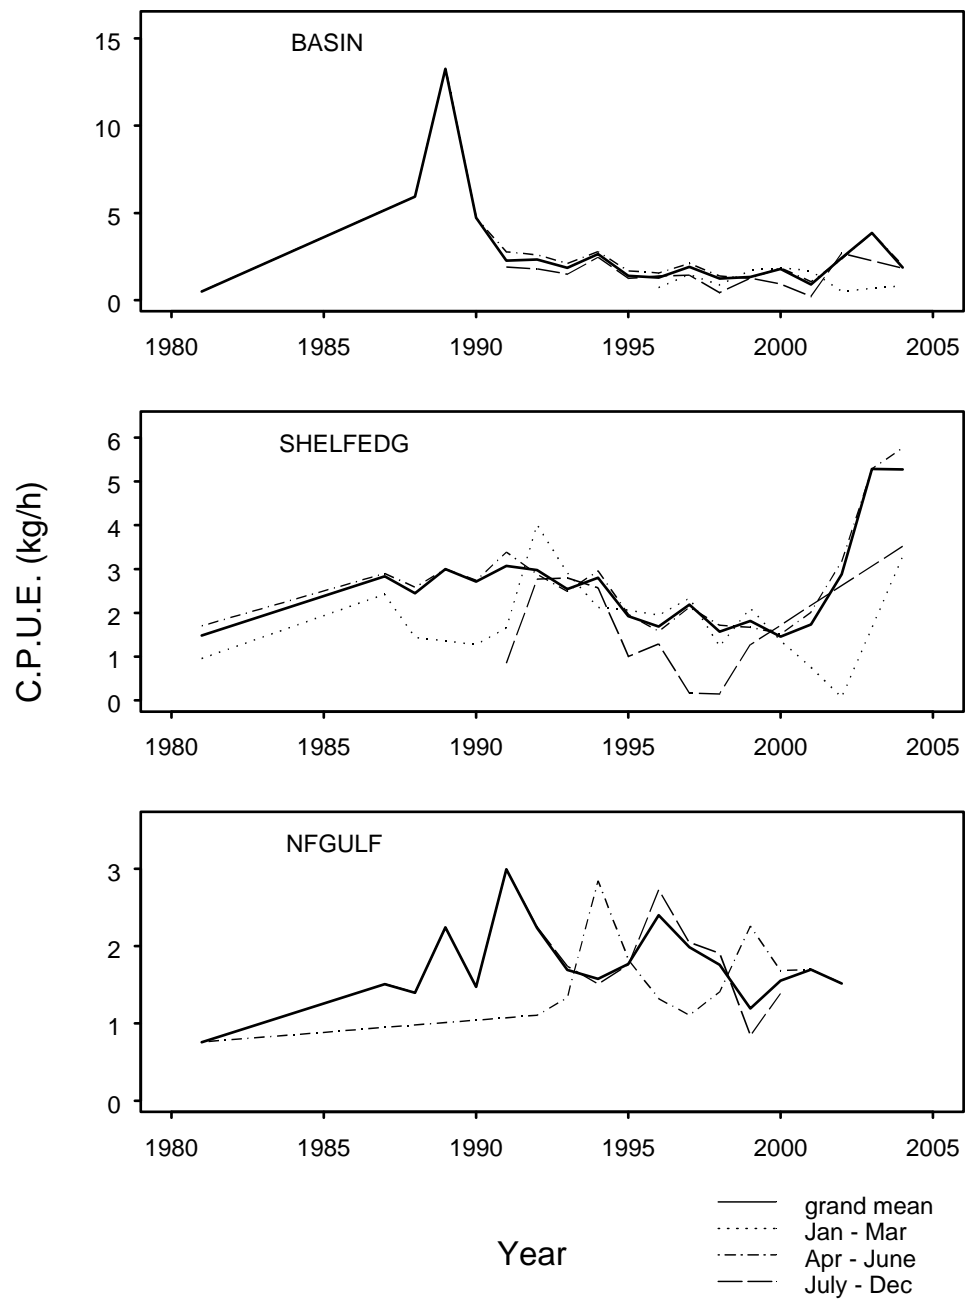 BASIN
15
10
5
0
1980 1985 1990 1995 2000 2005
SHELFEDG
6
5
4
3
2
1
0
1980 1985 1990 1995 2000 2005
C.P.U.E. (kg/h)
NFGULF
3
2
1
0
1980 1985 1990 1995 2000 2005
Year
grand mean
Jan - Mar
Apr - June
July - Dec